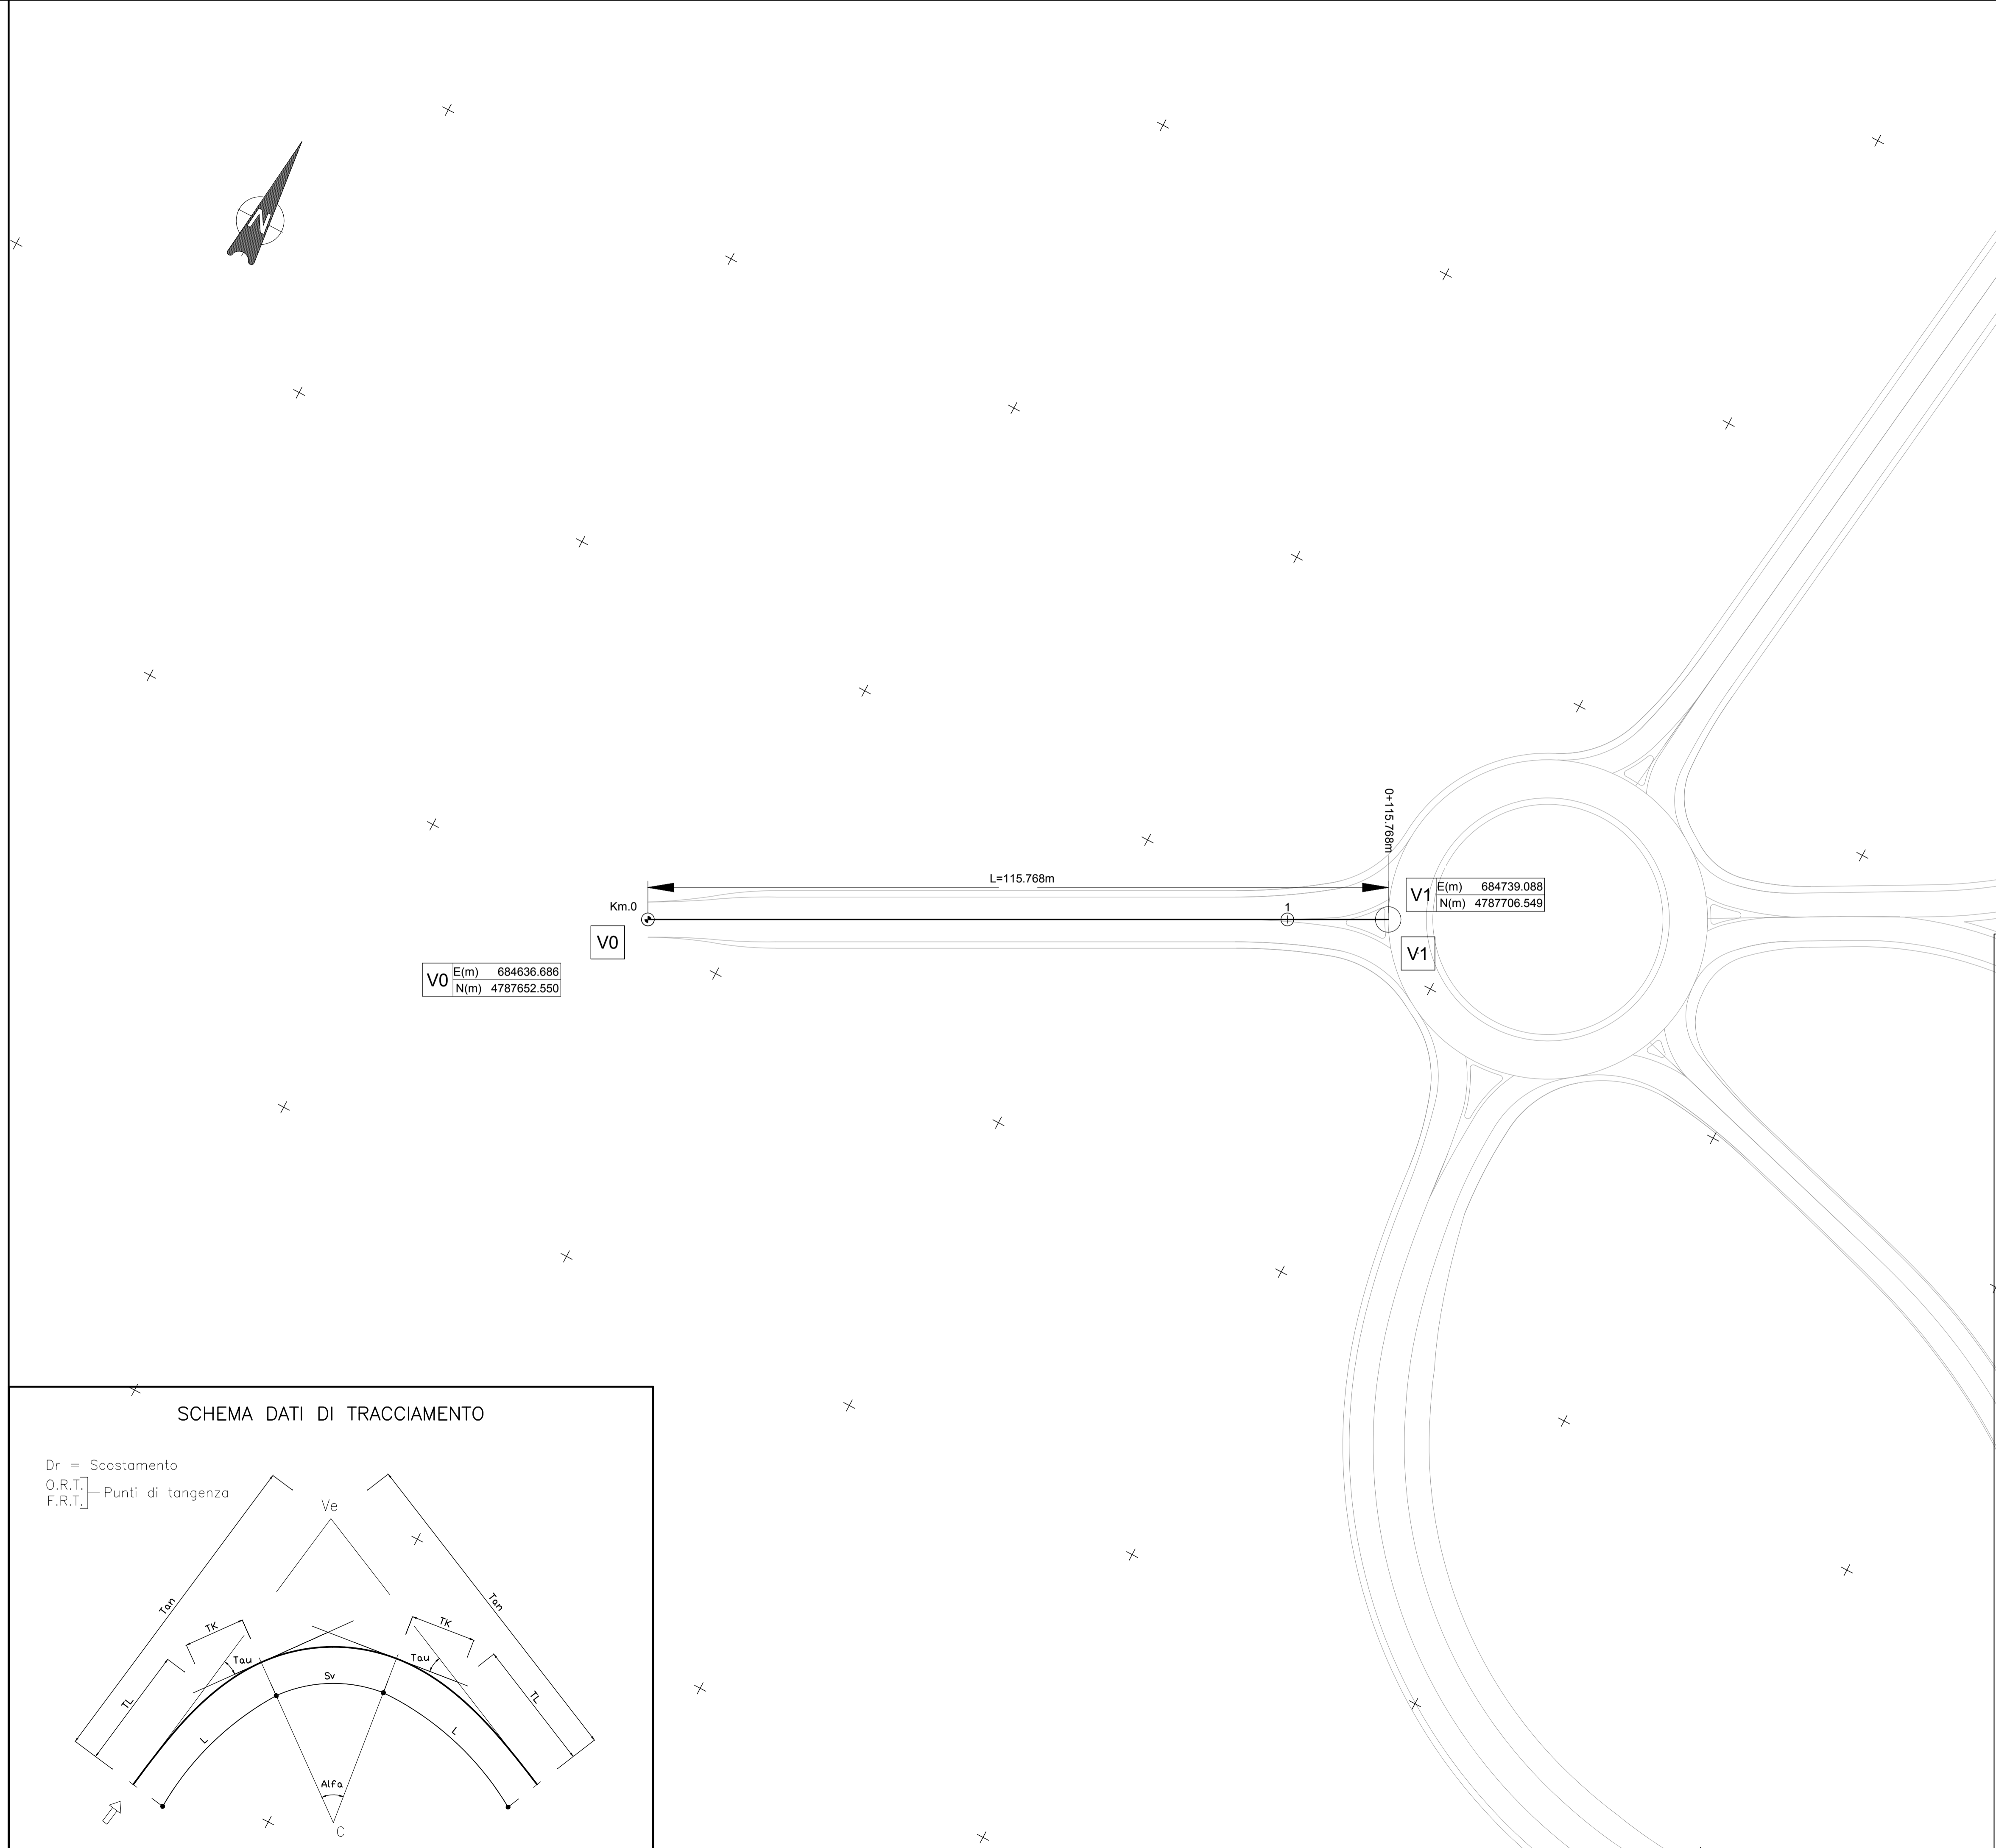 N
0+115.768m
L=115.768m
Km.0
1
V1 E(m) 684739.088
N(m) 4787706.549
V0
V1
V0 E(m) 684636.686
N(m) 4787652.550
SCHEMA DATI DI TRACCIAMENTO
Dr = Scostamento
O.R.T.
F.R.T.
Punti di tangenza
Ve
Tan
Tan
TK
TK
Tau
Tau
Sv
TL
TL
L
L
Alfa
C